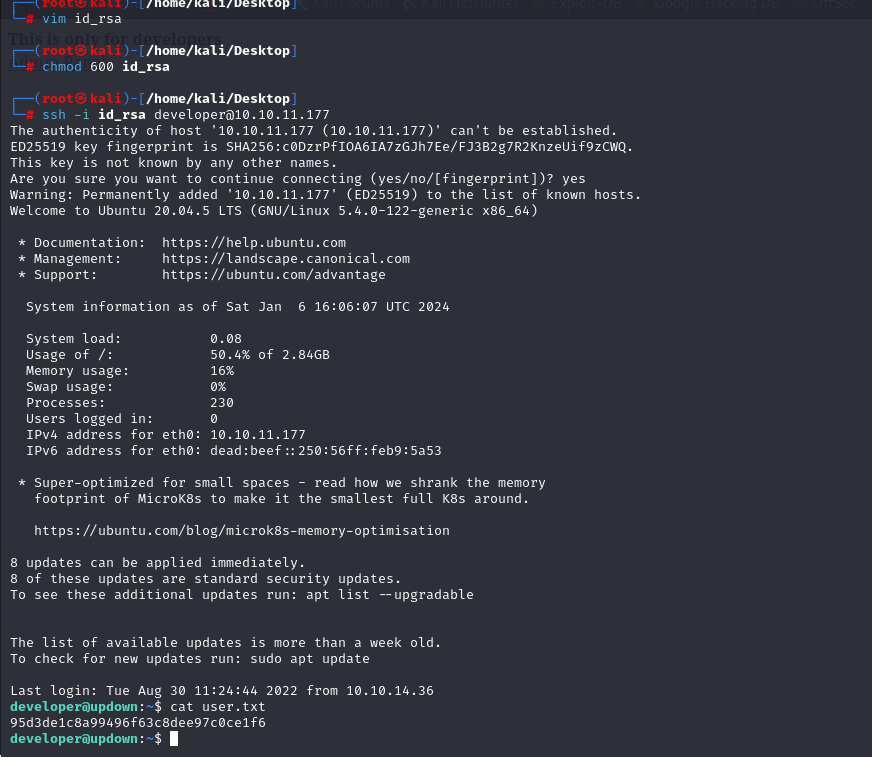 ┌──(root㉿kali)-[/home/kali/Desktop]
└─# vim id_rsa
This is only for developers
┌──(root㉿kali)-[/home/kali/Desktop]
└─# chmod 600 id_rsa
┌──(root㉿kali)-[/home/kali/Desktop]
└─# ssh -i id_rsa developer@10.10.11.177
The authenticity of host '10.10.11.177 (10.10.11.177)' can't be established.
ED25519 key fingerprint is SHA256:c0DzrPfIOA6IA7zGJh7Ee/FJ3B2g7R2KnzeUif9zCWQ.
This key is not known by any other names.
Are you sure you want to continue connecting (yes/no/[fingerprint])? yes
Warning: Permanently added '10.10.11.177' (ED25519) to the list of known hosts.
Welcome to Ubuntu 20.04.5 LTS (GNU/Linux 5.4.0-122-generic x86_64)
* Documentation:  https://help.ubuntu.com
* Management:     https://landscape.canonical.com
* Support:        https://ubuntu.com/advantage
System information as of Sat Jan  6 16:06:07 UTC 2024
System load:           0.08
Usage of /:            50.4% of 2.84GB
Memory usage:          16%
Swap usage:            0%
Processes:             230
Users logged in:       0
IPv4 address for eth0: 10.10.11.177
IPv6 address for eth0: dead:beef::250:56ff:feb9:5a53
* Super-optimized for small spaces - read how we shrank the memory
footprint of MicroK8s to make it the smallest full K8s around.
https://ubuntu.com/blog/microk8s-memory-optimisation
8 updates can be applied immediately.
8 of these updates are standard security updates.
To see these additional updates run: apt list --upgradable
The list of available updates is more than a week old.
To check for new updates run: sudo apt update
Last login: Tue Aug 30 11:24:44 2022 from 10.10.14.36
developer@updown:~$ cat user.txt
95d3de1c8a99496f63c8dee97c0ce1f6
developer@updown:~$